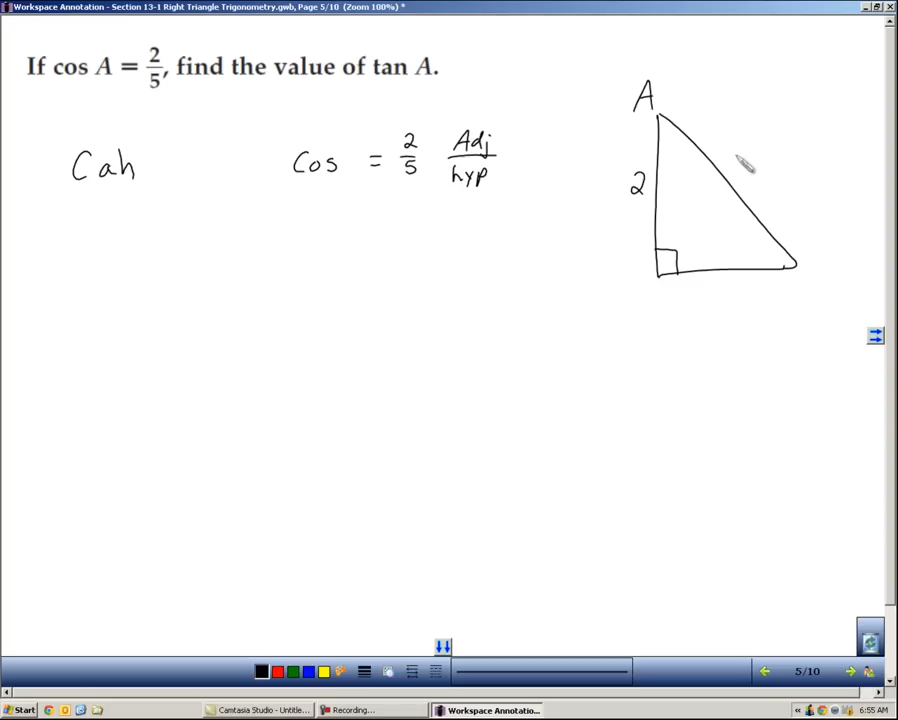 Workspace Annotation - Section 13-1 Right Triangle Trigonometry.gwb, Page 5/10 (Zoom 100%) *
If cos A = 2/5, find the value of tan A.
A
Cah
Cos = 2/5 Adj/hyp
2
5/10
Start
Camtasia Studio - Untitle...
Recording...
Workspace Annotatio...
6:55 AM